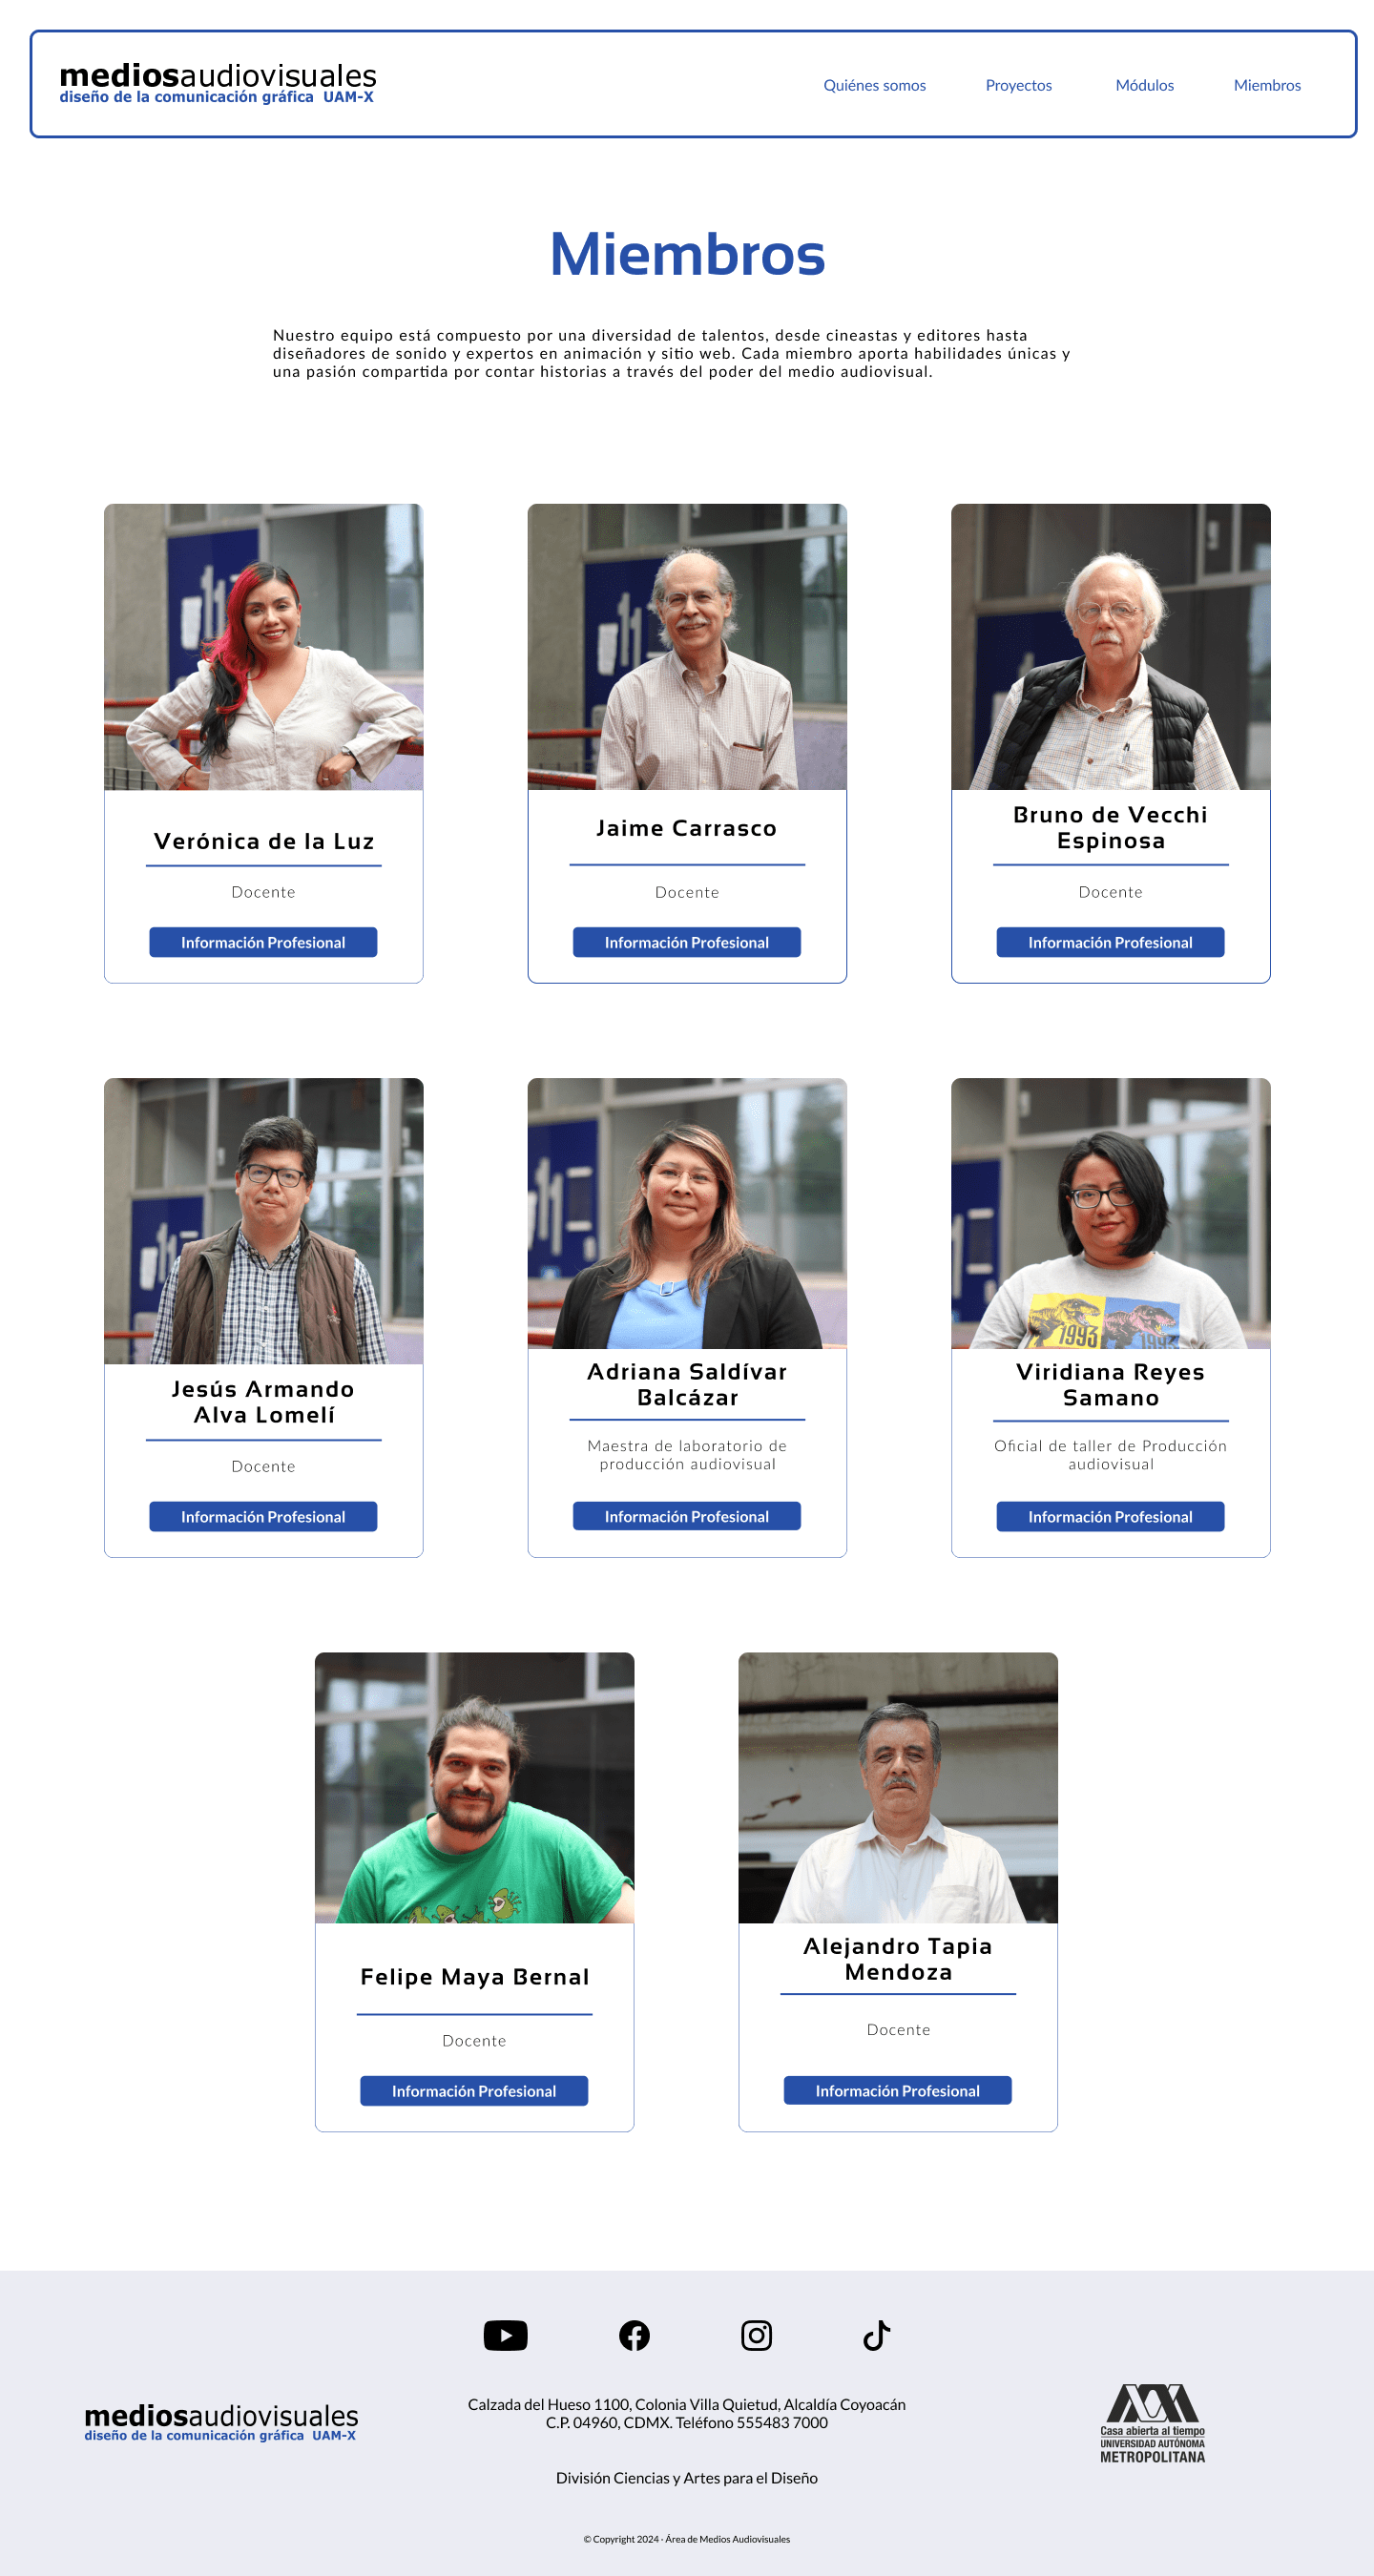 mediosaudiovisuales
diseño de la comunicación gráfica UAM-X
Quiénes somos
Proyectos
Módulos
Miembros
Miembros
Nuestro equipo está compuesto por una diversidad de talentos, desde cineastas y editores hasta
diseñadores de sonido y expertos en animación y sitio web. Cada miembro aporta habilidades únicas y
una pasión compartida por contar historias a través del poder del medio audiovisual.
Verónica de la Luz
Docente
Información Profesional
Jaime Carrasco
Docente
Información Profesional
Bruno de Vecchi
Espinosa
Docente
Información Profesional
Jesús Armando
Alva Lomelí
Docente
Información Profesional
Adriana Saldívar
Balcázar
Maestra de laboratorio de
producción audiovisual
Información Profesional
1993
1993
Viridiana Reyes
Samano
Oficial de taller de Producción
audiovisual
Información Profesional
Felipe Maya Bernal
Docente
Información Profesional
Alejandro Tapia
Mendoza
Docente
Información Profesional
mediosaudiovisuales
diseño de la comunicación gráfica UAM-X
Calzada del Hueso 1100, Colonia Villa Quietud, Alcaldía Coyoacán
C.P. 04960, CDMX. Teléfono 555483 7000
División Ciencias y Artes para el Diseño
© Copyright 2024 · Área de Medios Audiovisuales
Casa abierta al tiempo
UNIVERSIDAD AUTÓNOMA
METROPOLITANA